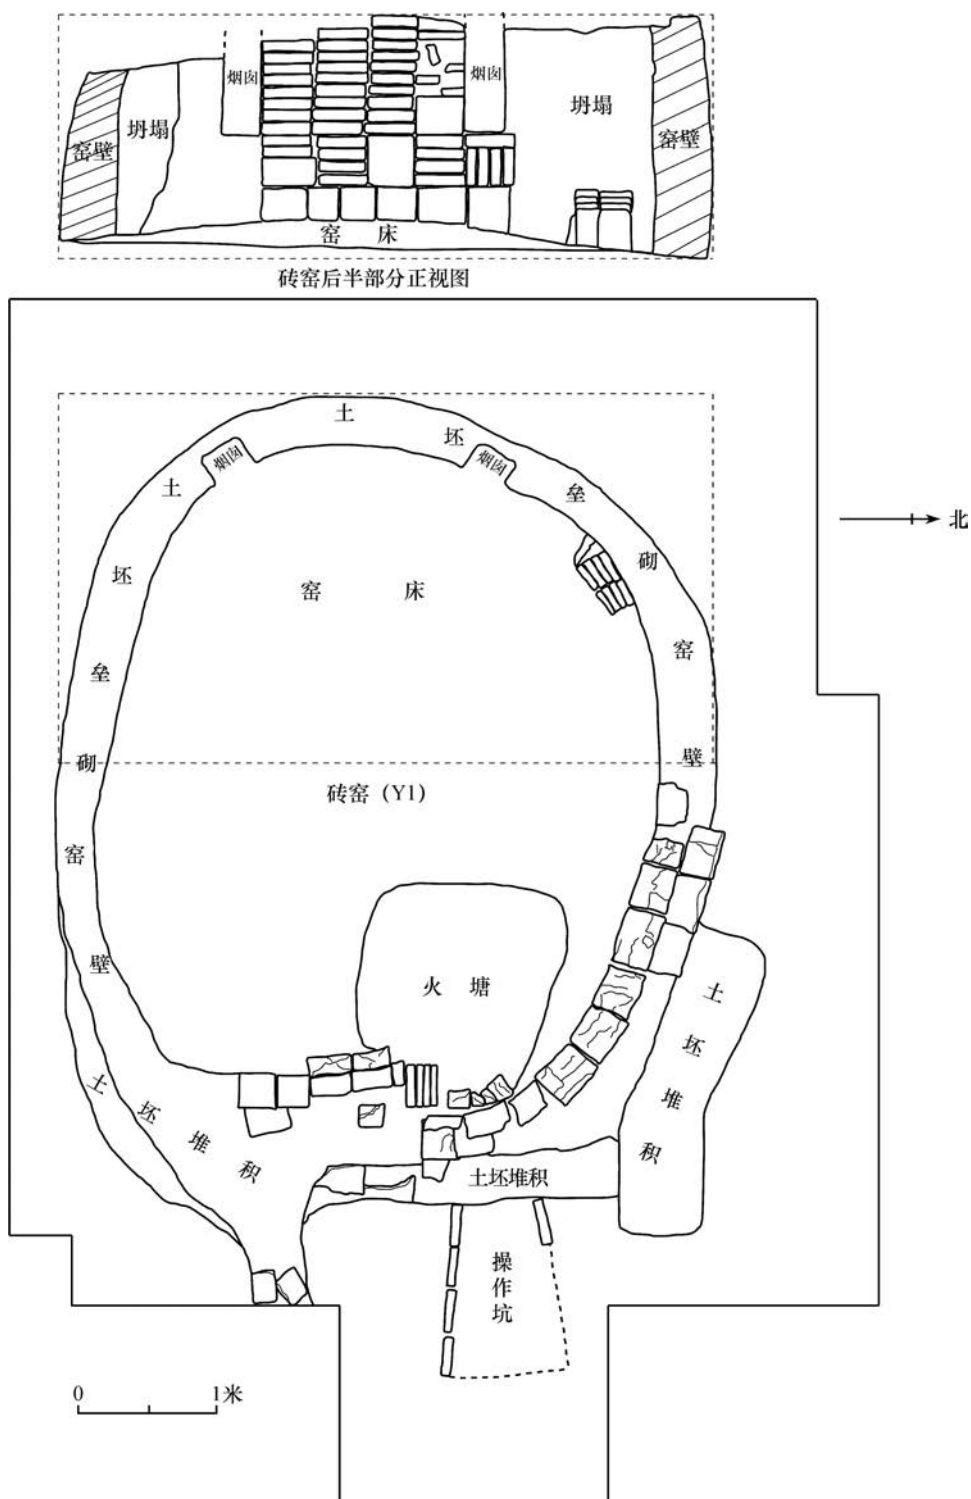 烟囱
烟囱
坍塌
坍塌
窑壁
窑壁
窑床
砖窑后半部分正视图
土坯垒砌窑壁
土坯垒砌窑壁
烟囱
烟囱
北
窑床
砖窑（Y1）
火塘
土坯堆积
土坯堆积
土坯堆积
操作坑
0 1米